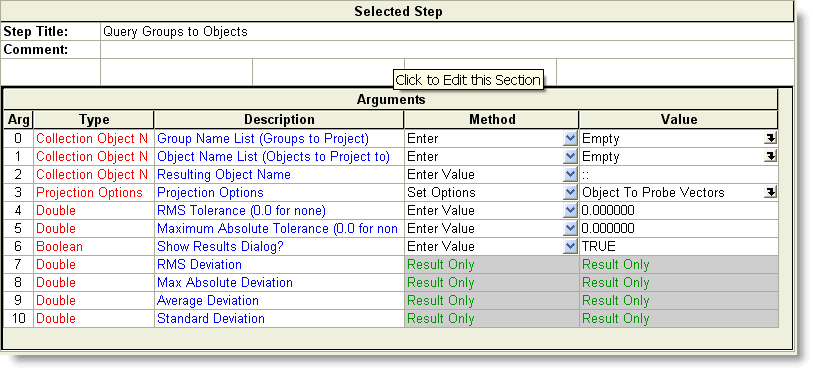 Selected Step
Step Title: Query Groups to Objects
Comment:
Click to Edit this Section
Arguments
Arg Type Description Method Value
0 Collection Object N Group Name List (Groups to Project) Enter Empty
1 Collection Object N Object Name List (Objects to Project to) Enter Empty
2 Collection Object N Resulting Object Name Enter Value ::
3 Projection Options Projection Options Set Options Object To Probe Vectors
4 Double RMS Tolerance (0.0 for none) Enter Value 0.000000
5 Double Maximum Absolute Tolerance (0.0 for non Enter Value 0.000000
6 Boolean Show Results Dialog? Enter Value TRUE
7 Double RMS Deviation Result Only Result Only
8 Double Max Absolute Deviation Result Only Result Only
9 Double Average Deviation Result Only Result Only
10 Double Standard Deviation Result Only Result Only